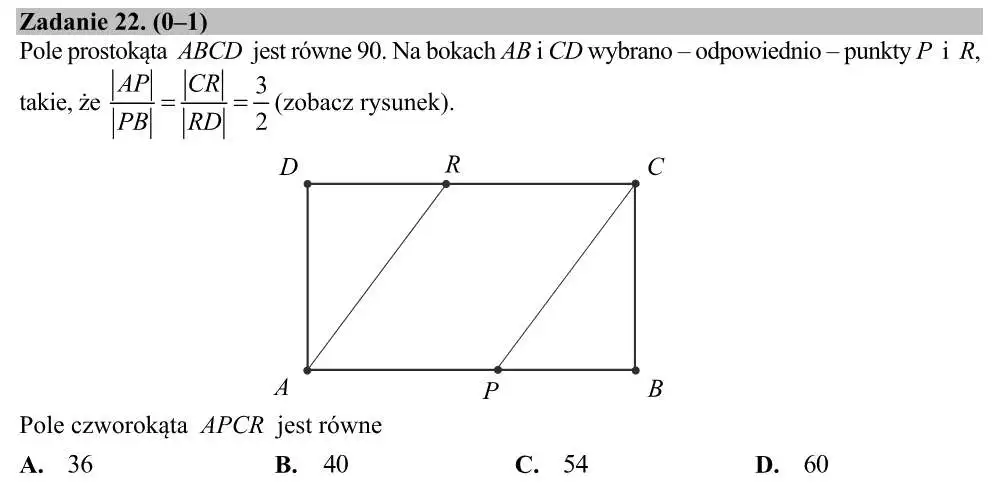 Zadanie 22. (0–1)
Pole prostokąta ABCD jest równe 90. Na bokach AB i CD wybrano – odpowiednio – punkty P i R,
takie, że |AP|/|PB| = |CR|/|RD| = 3/2 (zobacz rysunek).
D R C
A P B
Pole czworokąta APCR jest równe
A. 36 B. 40 C. 54 D. 60